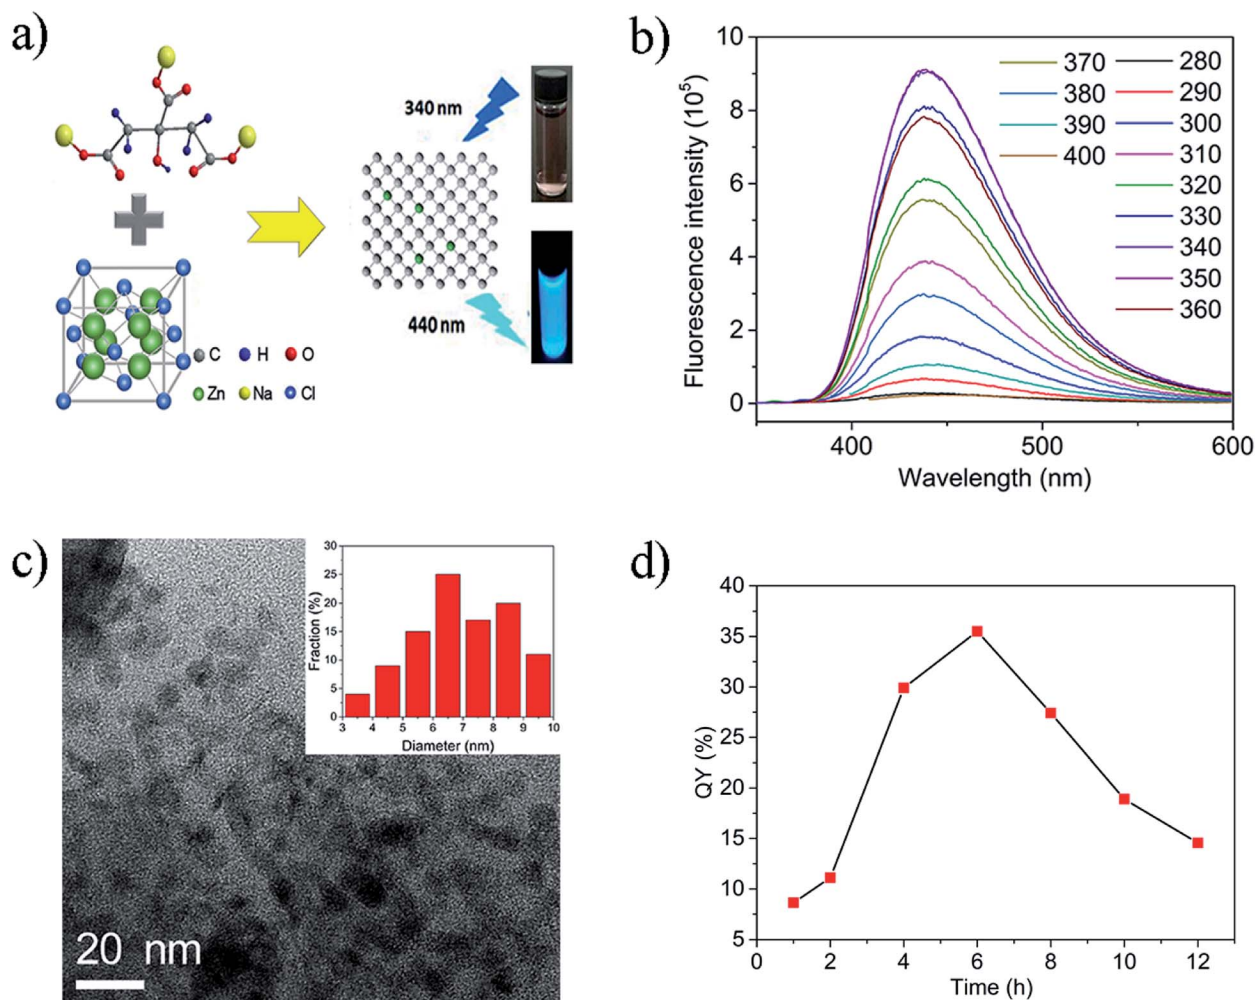 a)
340 nm
440 nm
C H O
Zn Na Cl
b)
Fluorescence intensity (10⁵)
10
8
6
4
2
0
370 280
380 290
390 300
400 310
320
330
340
350
360
400 500 600
Wavelength (nm)
c)
Fraction (%)
30
25
20
15
10
5
0
3 4 5 6 7 8 9 10
Diameter (nm)
20 nm
d)
QY (%)
40
35
30
25
20
15
10
5
0 2 4 6 8 10 12
Time (h)